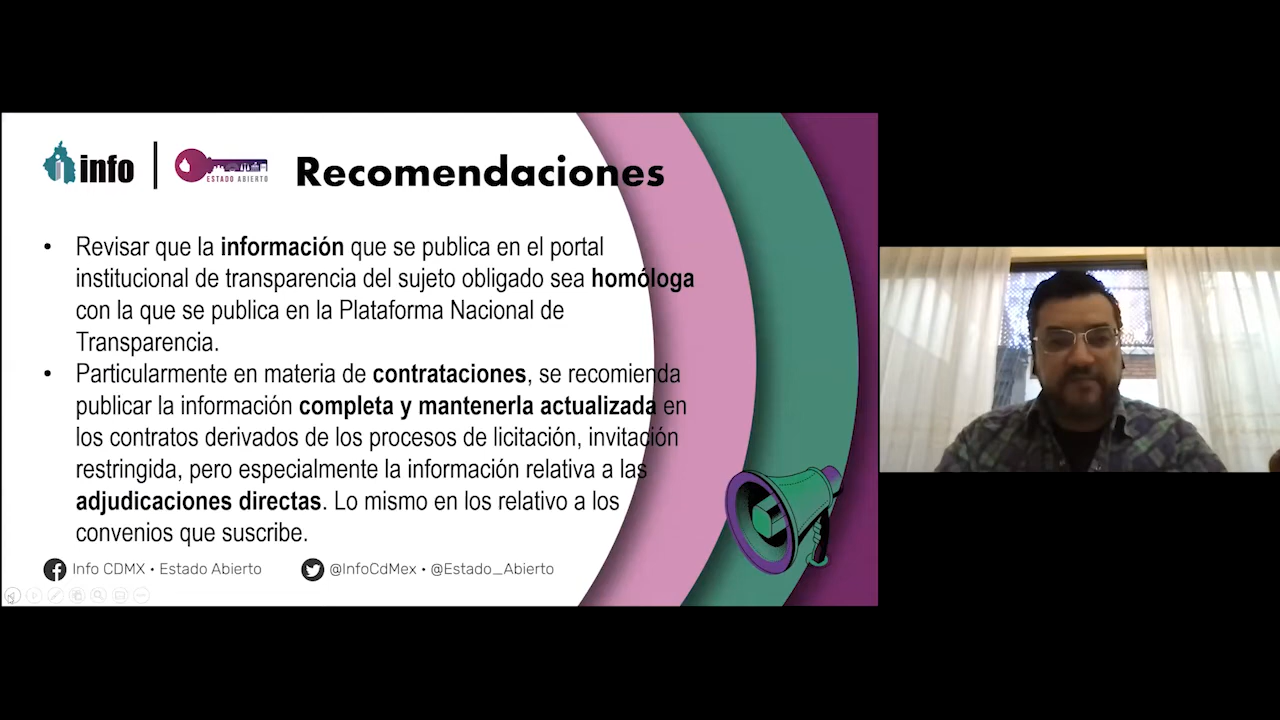 info
ESTADO ABIERTO
Recomendaciones
• Revisar que la información que se publica en el portal
institucional de transparencia del sujeto obligado sea homóloga
con la que se publica en la Plataforma Nacional de
Transparencia.
• Particularmente en materia de contrataciones, se recomienda
publicar la información completa y mantenerla actualizada en
los contratos derivados de los procesos de licitación, invitación
restringida, pero especialmente la información relativa a las
adjudicaciones directas. Lo mismo en los relativo a los
convenios que suscribe.
Info CDMX • Estado Abierto
@InfoCdMex • @Estado_Abierto